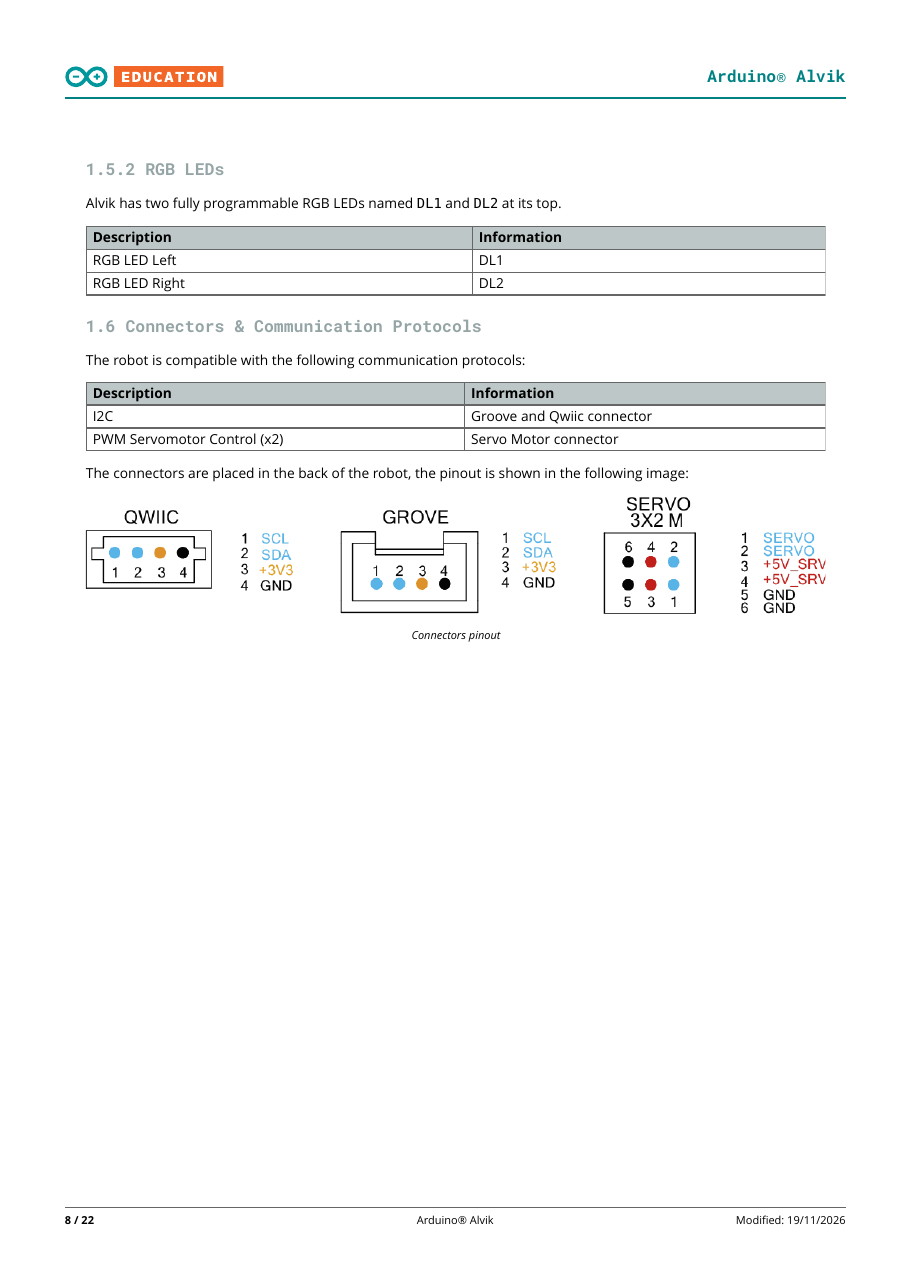 EDUCATION
Arduino® Alvik
1.5.2 RGB LEDs
Alvik has two fully programmable RGB LEDs named DL1 and DL2 at its top.
Description Information
RGB LED Left DL1
RGB LED Right DL2
1.6 Connectors & Communication Protocols
The robot is compatible with the following communication protocols:
Description Information
I2C Groove and Qwiic connector
PWM Servomotor Control (x2) Servo Motor connector
The connectors are placed in the back of the robot, the pinout is shown in the following image:
QWIIC
1 2 3 4
1 SCL
2 SDA
3 +3V3
4 GND
GROVE
1 2 3 4
1 SCL
2 SDA
3 +3V3
4 GND
SERVO
3X2 M
6 4 2
5 3 1
1 SERVO
2 SERVO
3 +5V_SRV
4 +5V_SRV
5 GND
6 GND
Connectors pinout
8 / 22 Arduino® Alvik Modified: 19/11/2026